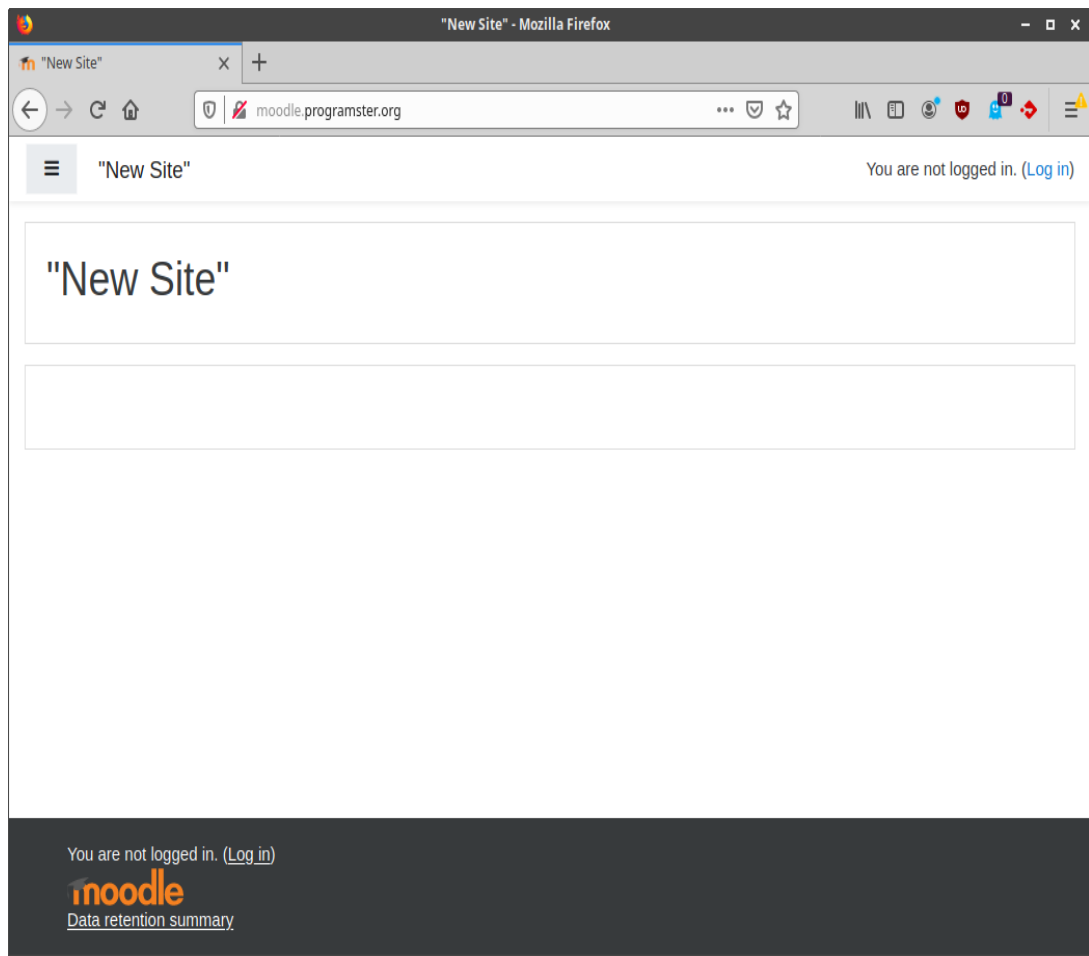 "New Site" - Mozilla Firefox
"New Site"
moodle.programster.org
0
"New Site"
You are not logged in. (Log in)
"New Site"
You are not logged in. (Log in)
moodle
Data retention summary